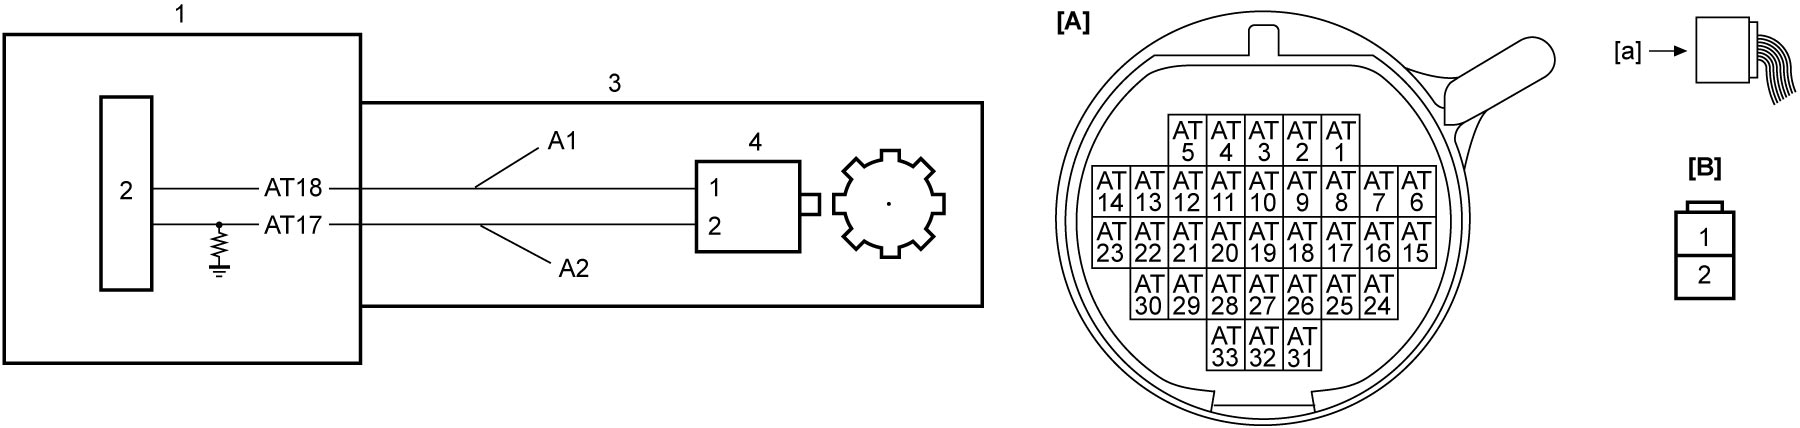 1
3
2
AT18
AT17
A1
A2
4
1
2
[A]
AT AT AT AT AT
5 4 3 2 1
AT AT AT AT AT AT AT AT AT
14 13 12 11 10 9 8 7 6
AT AT AT AT AT AT AT AT AT
23 22 21 20 19 18 17 16 15
AT AT AT AT AT AT AT
30 29 28 27 26 25 24
AT AT AT
33 32 31
[a]
[B]
1
2